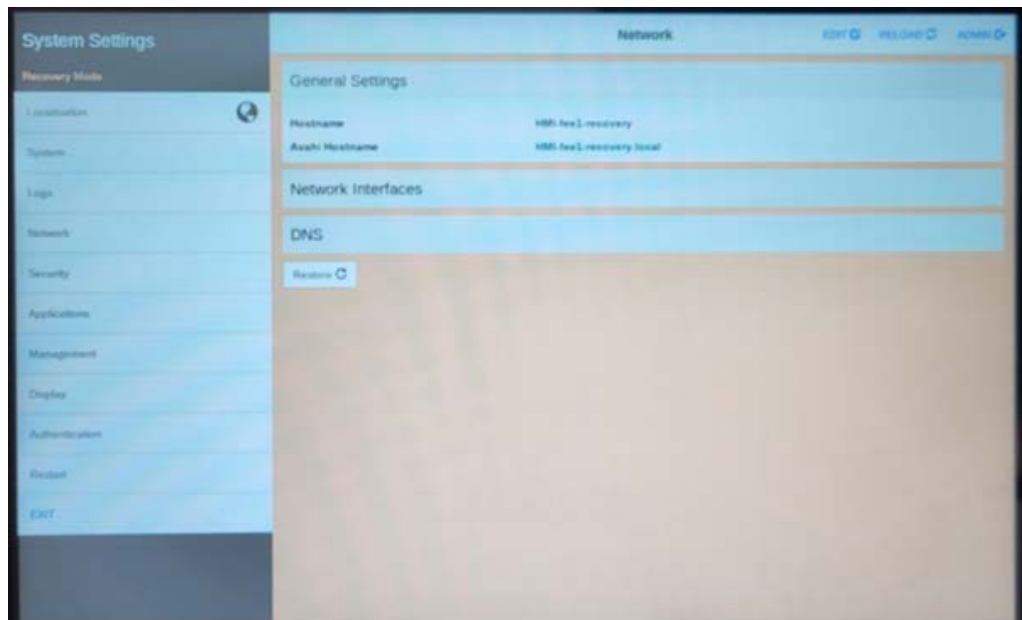 System Settings
Recovery Mode
Localisation
System
Logs
Network
Security
Applications
Management
Display
Authentication
Restart
EXIT
Network
EDIT
RELOAD
ADMIN
General Settings
Hostname HMI-fee1-recovery
Avahi Hostname HMI-fee1-recovery.local
Network Interfaces
DNS
Restore